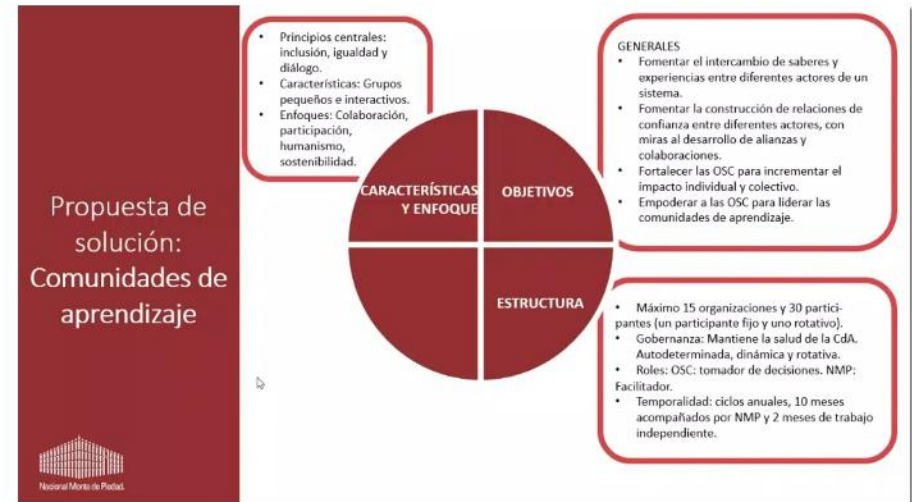 Propuesta de
solución:
Comunidades de
aprendizaje
Nacional Monte de Piedad.
• Principios centrales:
inclusión, igualdad y
diálogo.
• Características: Grupos
pequeños e interactivos.
• Enfoques: Colaboración,
participación,
humanismo,
sostenibilidad.
CARACTERÍSTICAS
Y ENFOQUE
OBJETIVOS
ESTRUCTURA
GENERALES
• Fomentar el intercambio de saberes y
experiencias entre diferentes actores de un
sistema.
• Fomentar la construcción de relaciones de
confianza entre diferentes actores, con
miras al desarrollo de alianzas y
colaboraciones.
• Fortalecer las OSC para incrementar el
impacto individual y colectivo.
• Empoderar a las OSC para liderar las
comunidades de aprendizaje.
• Máximo 15 organizaciones y 30 partici-
pantes (un participante fijo y uno rotativo).
• Gobernanza: Mantiene la salud de la CdA.
Autodeterminada, dinámica y rotativa.
• Roles: OSC: tomador de decisiones. NMP:
Facilitador.
• Temporalidad: ciclos anuales, 10 meses
acompañados por NMP y 2 meses de trabajo
independiente.